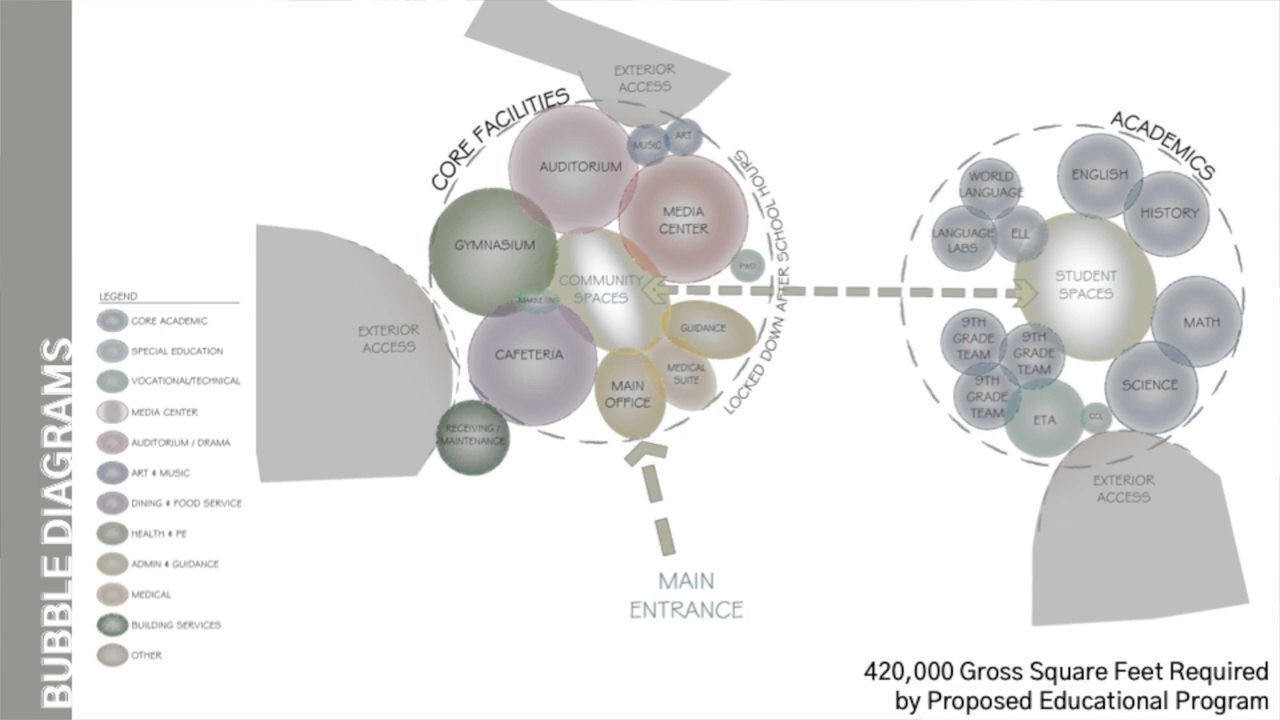 BUBBLE DIAGRAMS
LEGEND
CORE ACADEMIC
SPECIAL EDUCATION
VOCATIONAL/TECHNICAL
MEDIA CENTER
AUDITORIUM / DRAMA
ART & MUSIC
DINING & FOOD SERVICE
HEALTH & PE
ADMIN & GUIDANCE
MEDICAL
BUILDING SERVICES
OTHER
CORE FACILITIES
EXTERIOR
ACCESS
AUDITORIUM
MUSIC
ART
MEDIA
CENTER
GYMNASIUM
COMMUNITY
SPACES
MARKETING
CAFETERIA
GUIDANCE
MEDICAL
SUITE
MAIN
OFFICE
RECEIVING /
MAINTENANCE
EXTERIOR
ACCESS
LOCKED DOWN AFTER SCHOOL HOURS
MAIN
ENTRANCE
ACADEMICS
WORLD
LANGUAGE
LANGUAGE
LABS
ELL
ENGLISH
HISTORY
STUDENT
SPACES
MATH
SCIENCE
9TH
GRADE
TEAM
9TH
GRADE
TEAM
9TH
GRADE
TEAM
ETA
EXTERIOR
ACCESS
420,000 Gross Square Feet Required
by Proposed Educational Program